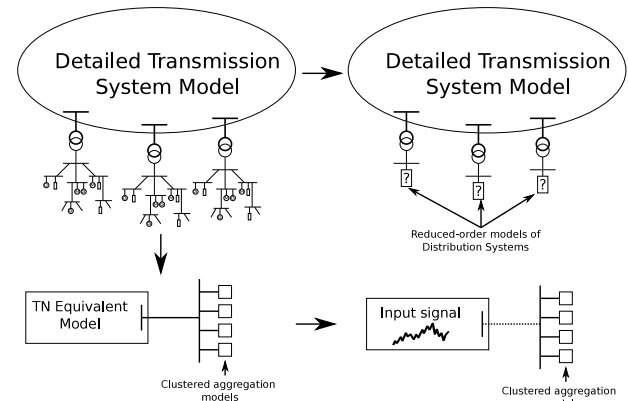 Detailed Transmission
System Model
Detailed Transmission
System Model
?
?
?
Reduced-order models of
Distribution Systems
TN Equivalent
Model
Clustered aggregation
models
Input signal
Clustered aggregation